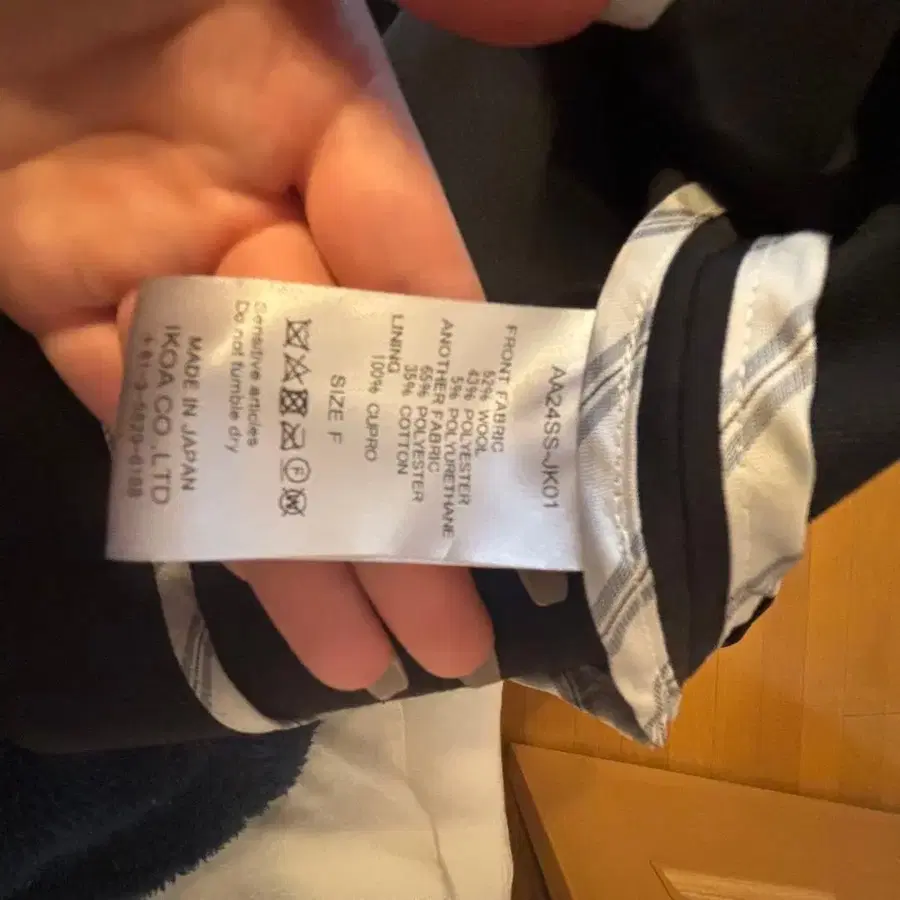 AA24SS-JK01
FRONT FABRIC
52% WOOL
43% POLYESTER
5% POLYURETHANE
ANOTHER FABRIC
65% POLYESTER
35% COTTON
LINING
100% CUPRO
SIZE F
F
W
Sensitive articles
Do not tumble dry
MADE IN JAPAN
IKOA CO.,LTD